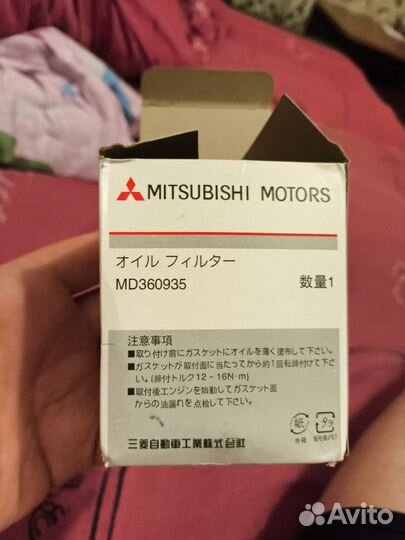 MITSUBISHI MOTORS
オイル フィルター
MD360935 数量1
注意事項
■取り付け前にガスケットにオイルを薄く塗布して下さい。
■ガスケットが取付面に当たってから約1回転締付けて下さ
い。(締付トルク12~16N·m)
■取付後エンジンを始動してガスケット面
からの油漏れを点検して下さい。
三菱自動車工業株式会社
紙 プラ
外箱
Avito